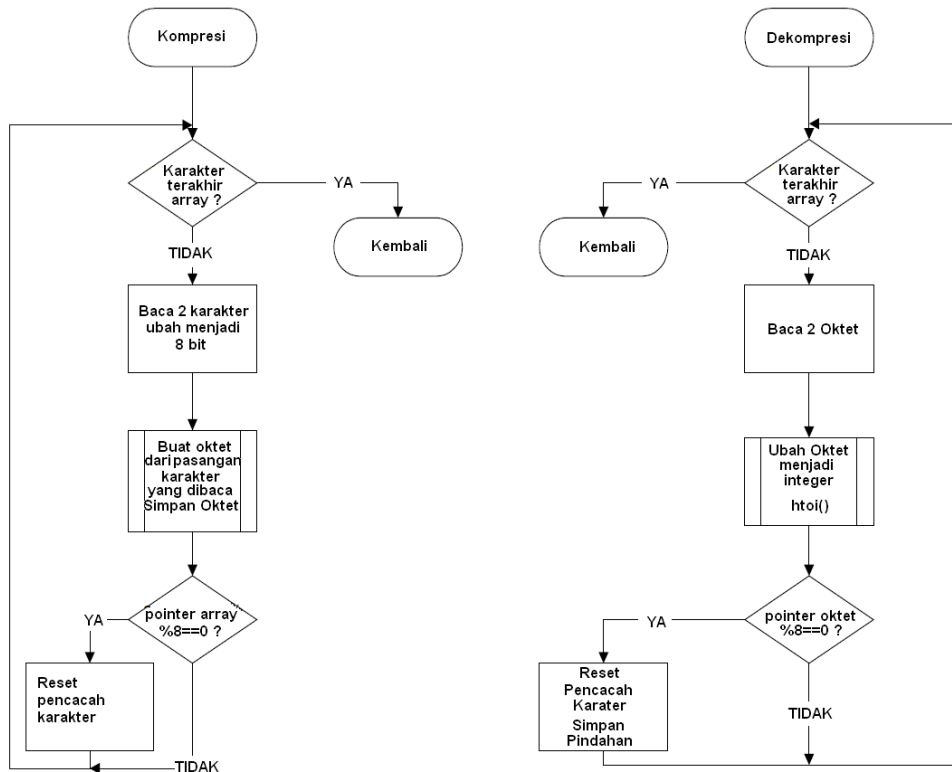 Kompresi
Karakter
terakhir
array ?
YA
Kembali
TIDAK
Baca 2 karakter
ubah menjadi
8 bit
Buat oktet
dari pasangan
karakter
yang dibaca
Simpan Oktet
pointer array
%8==0 ?
YA
Reset
pencacah
karakter
TIDAK
Dekompresi
Karakter
terakhir
array ?
YA
Kembali
TIDAK
Baca 2 Oktet
Ubah Oktet
menjadi
integer
htoi()
pointer oktet
%8==0 ?
YA
Reset
Pencacah
Karater
Simpan
Pindahan
TIDAK